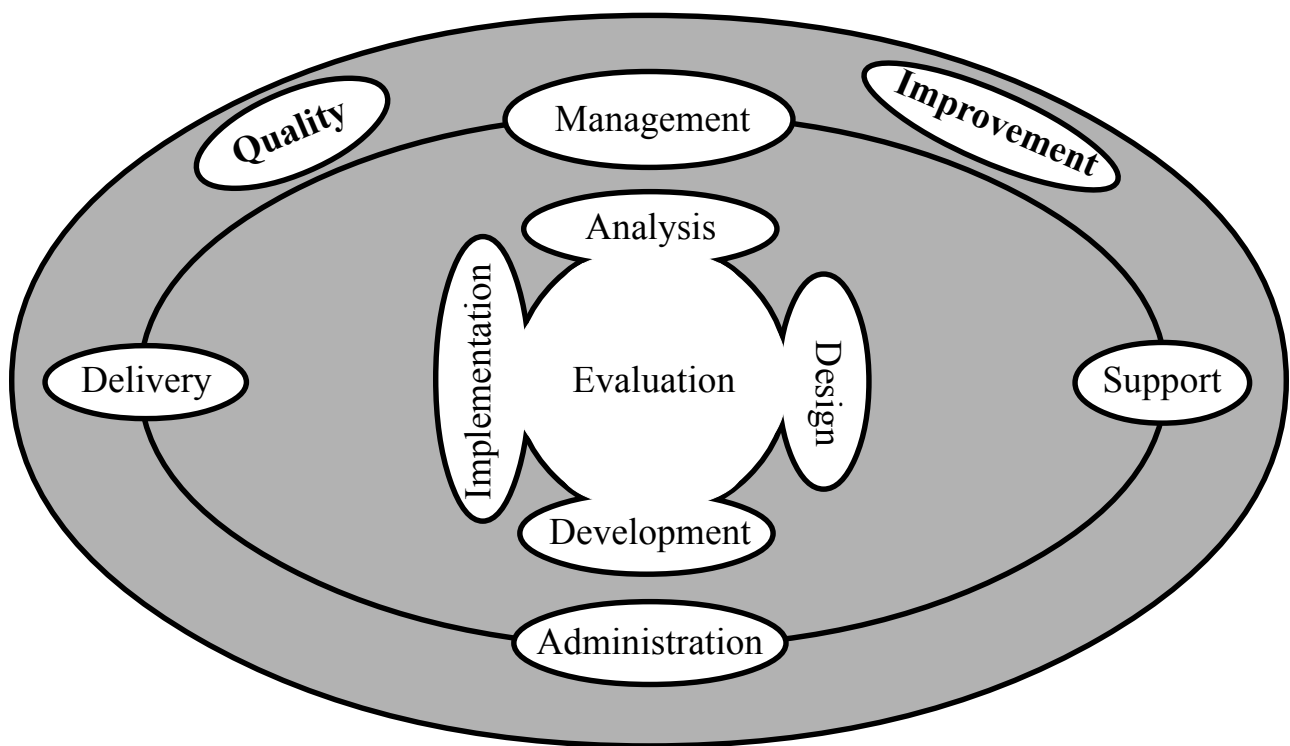 Quality
Improvement
Management
Analysis
Implementation
Evaluation
Design
Delivery
Support
Development
Administration